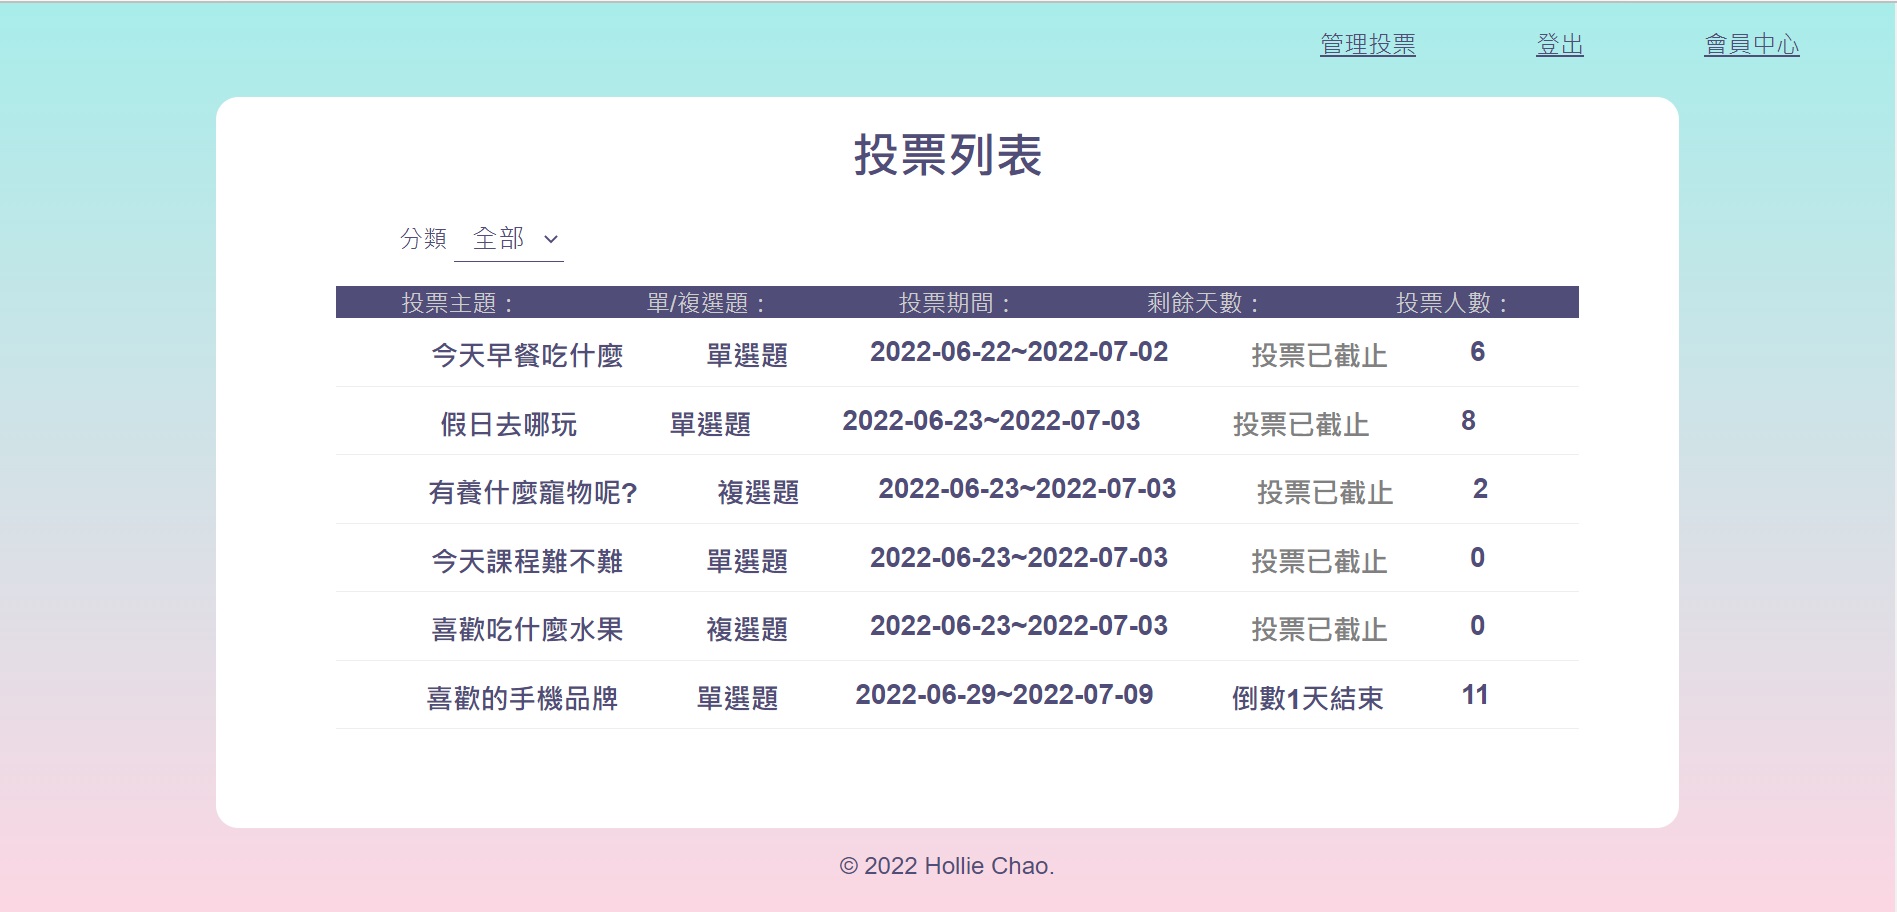 管理投票 登出 會員中心
投票列表
分類 全部
投票主題： 單/複選題： 投票期間： 剩餘天數： 投票人數：
今天早餐吃什麼 單選題 2022-06-22~2022-07-02 投票已截止 6
假日去哪玩 單選題 2022-06-23~2022-07-03 投票已截止 8
有養什麼寵物呢? 複選題 2022-06-23~2022-07-03 投票已截止 2
今天課程難不難 單選題 2022-06-23~2022-07-03 投票已截止 0
喜歡吃什麼水果 複選題 2022-06-23~2022-07-03 投票已截止 0
喜歡的手機品牌 單選題 2022-06-29~2022-07-09 倒數1天結束 11
© 2022 Hollie Chao.